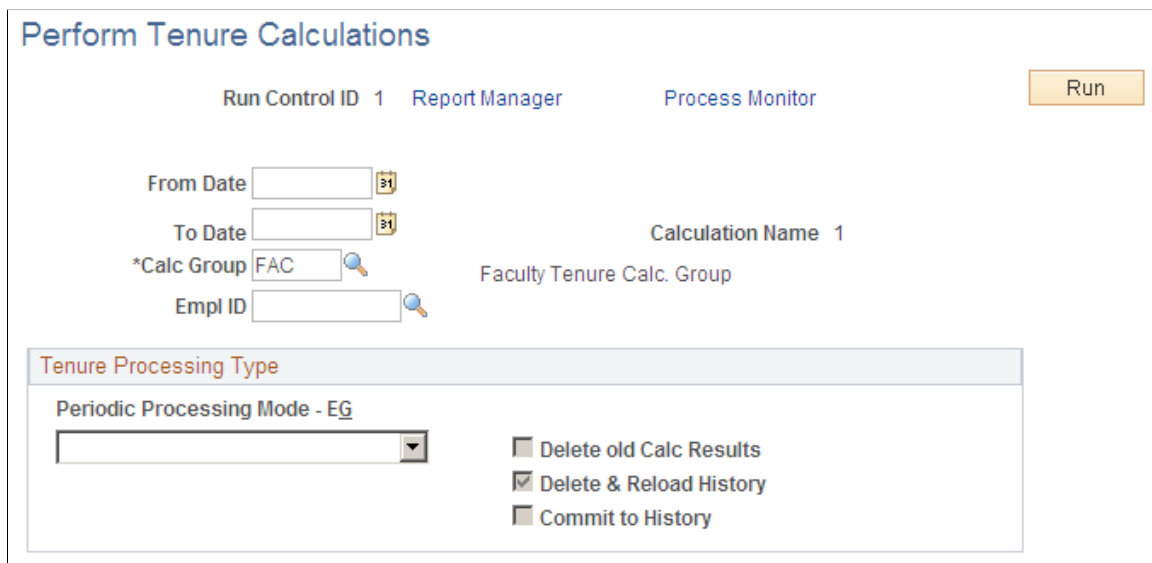 Perform Tenure Calculations
Run Control ID 1 Report Manager Process Monitor Run
From Date 31
To Date 31 Calculation Name 1
*Calc Group FAC Faculty Tenure Calc. Group
Empl ID
Tenure Processing Type
Periodic Processing Mode - EG
Delete old Calc Results
Delete & Reload History
Commit to History